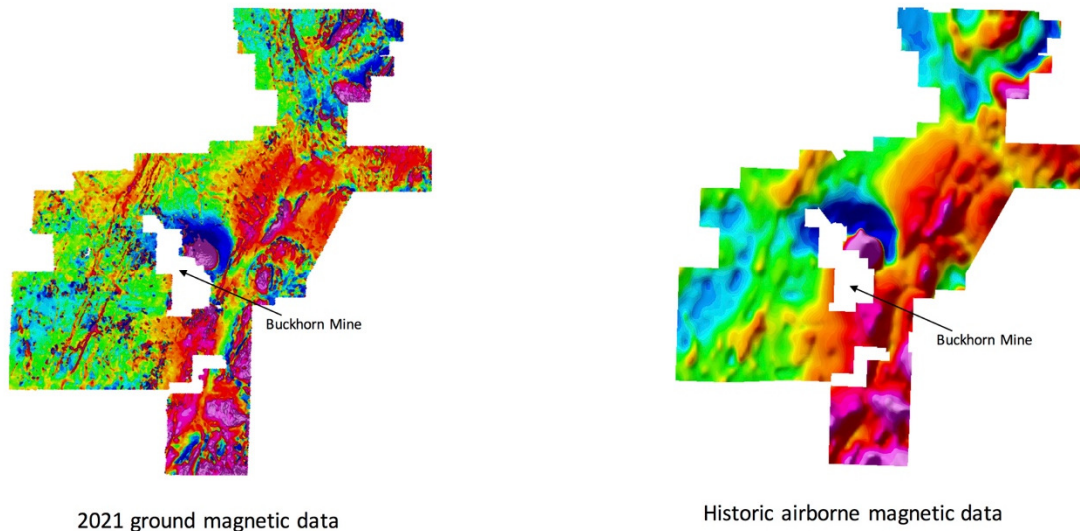 Buckhorn Mine
Buckhorn Mine
2021 ground magnetic data
Historic airborne magnetic data